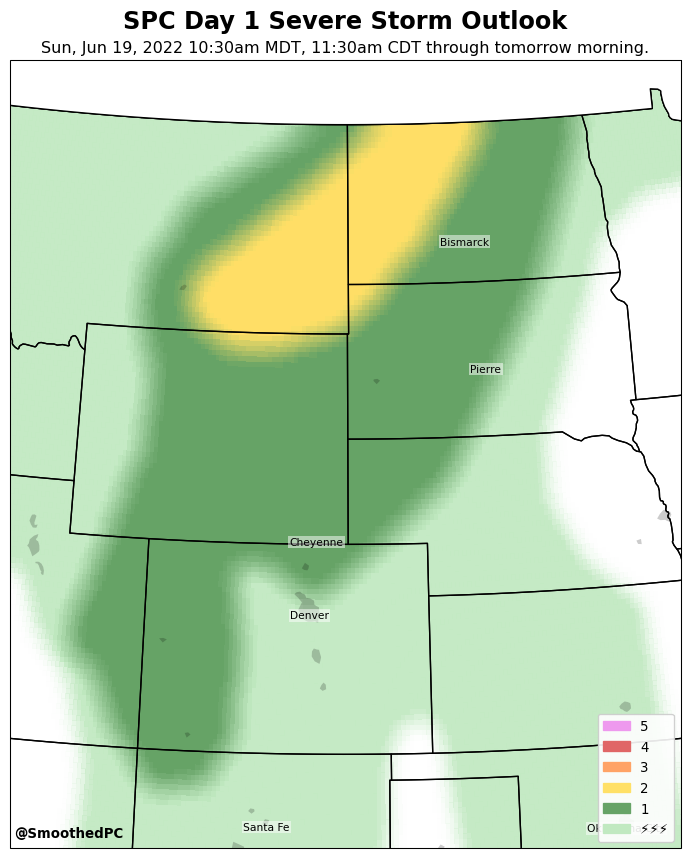 SPC Day 1 Severe Storm Outlook
Sun, Jun 19, 2022 10:30am MDT, 11:30am CDT through tomorrow morning.
Bismarck
Pierre
Cheyenne
Denver
5
4
3
2
1
⚡⚡⚡
Santa Fe
@SmoothedPC